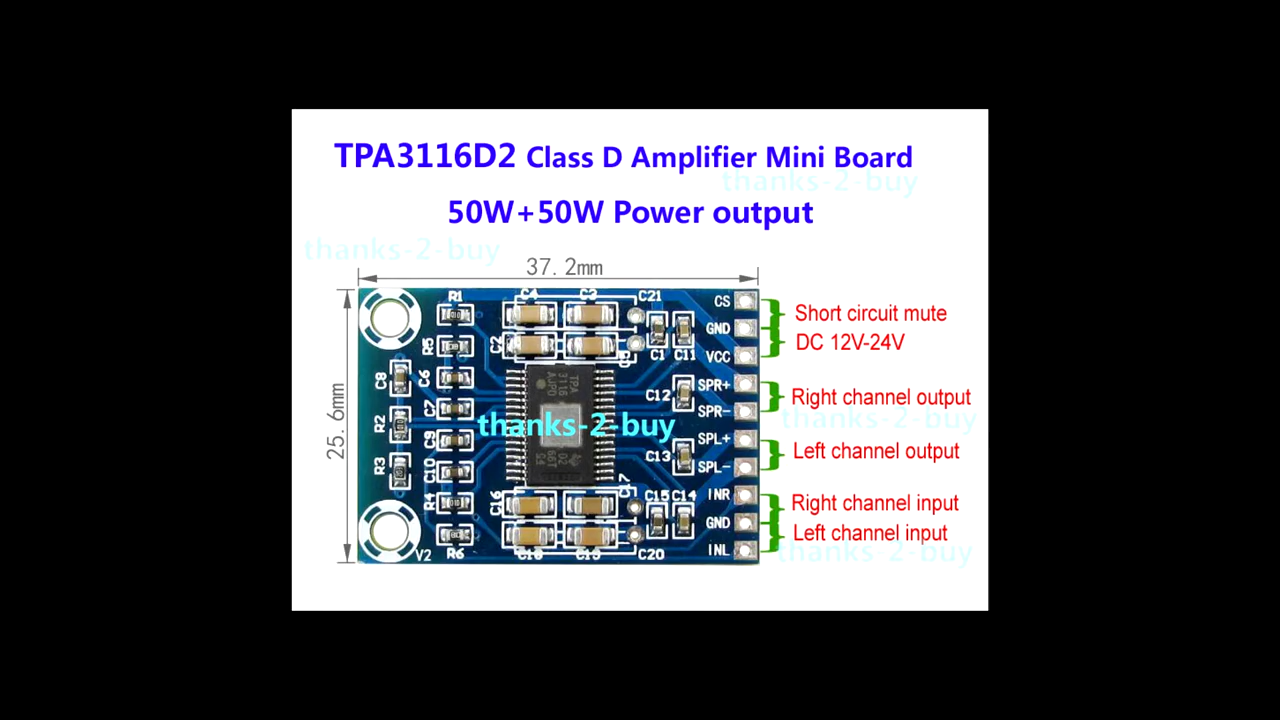 TPA3116D2 Class D Amplifier Mini Board
thanks-2-buy
50W+50W Power output
thanks-2-buy
37.2mm
25.6mm
R1
C4
C3
C21
CS
Short circuit mute
GND
DC 12V-24V
R5
C2
C1
C11
VCC
C8
C6
TPA
3116
C12
SPR+
Right channel output
C7
SPR-
thanks-2-buy
thanks-2-buy
R2
C9
SPL+
Left channel output
C13
SPL-
R3
C10
D2
G4
C17
INR
Right channel input
R4
C16
C15
C14
GND
Left channel input
INL
thanks-2-buy
V2
R6
C20